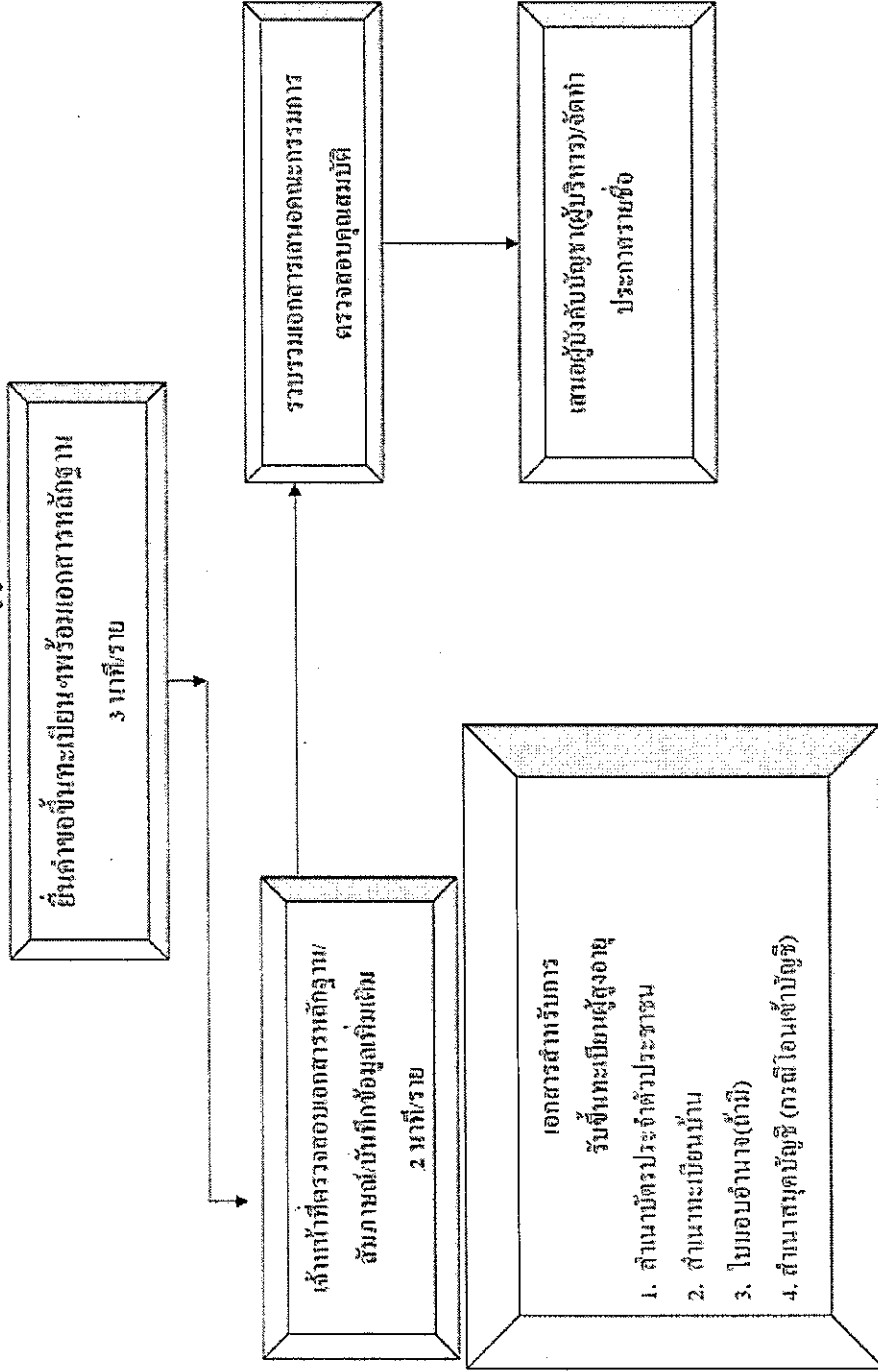 ยื่นคำขอขึ้นทะเบียนฯพร้อมเอกสารหลักฐาน
3 นาที/ราย
เจ้าหน้าที่ตรวจสอบเอกสารหลักฐาน/
สัมภาษณ์/บันทึกข้อมูลเพิ่มเติม
2 นาที/ราย
รวบรวมเอกสารเสนอคณะกรรมการ
ตรวจสอบคุณสมบัติ
เสนอผู้บังคับบัญชา(ผู้บริหาร)/จัดทำ
ประกาศรายชื่อ
เอกสารสำหรับการ
รับขึ้นทะเบียนผู้สูงอายุ
1. สำเนาบัตรประจำตัวประชาชน
2. สำเนาทะเบียนบ้าน
3. ใบมอบอำนาจ(ถ้ามี)
4. สำเนาสมุดบัญชี (กรณีโอนเข้าบัญชี)